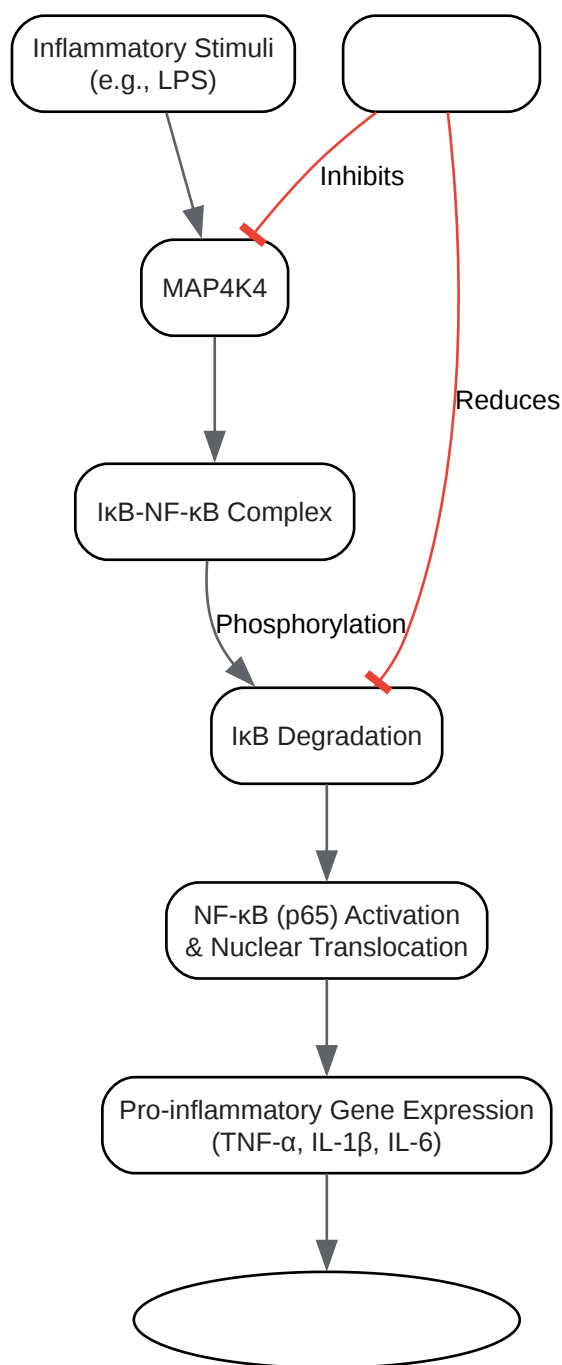 Inflammatory Stimuli
(e.g., LPS)
Inhibits
MAP4K4
Reduces
IκB-NF-κB Complex
Phosphorylation
IκB Degradation
NF-κB (p65) Activation
& Nuclear Translocation
Pro-inflammatory Gene Expression
(TNF-α, IL-1β, IL-6)